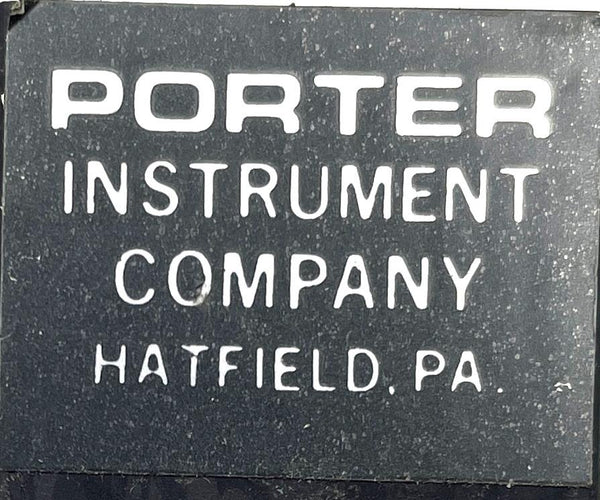 PORTER
INSTRUMENT
COMPANY
HATFIELD, PA.